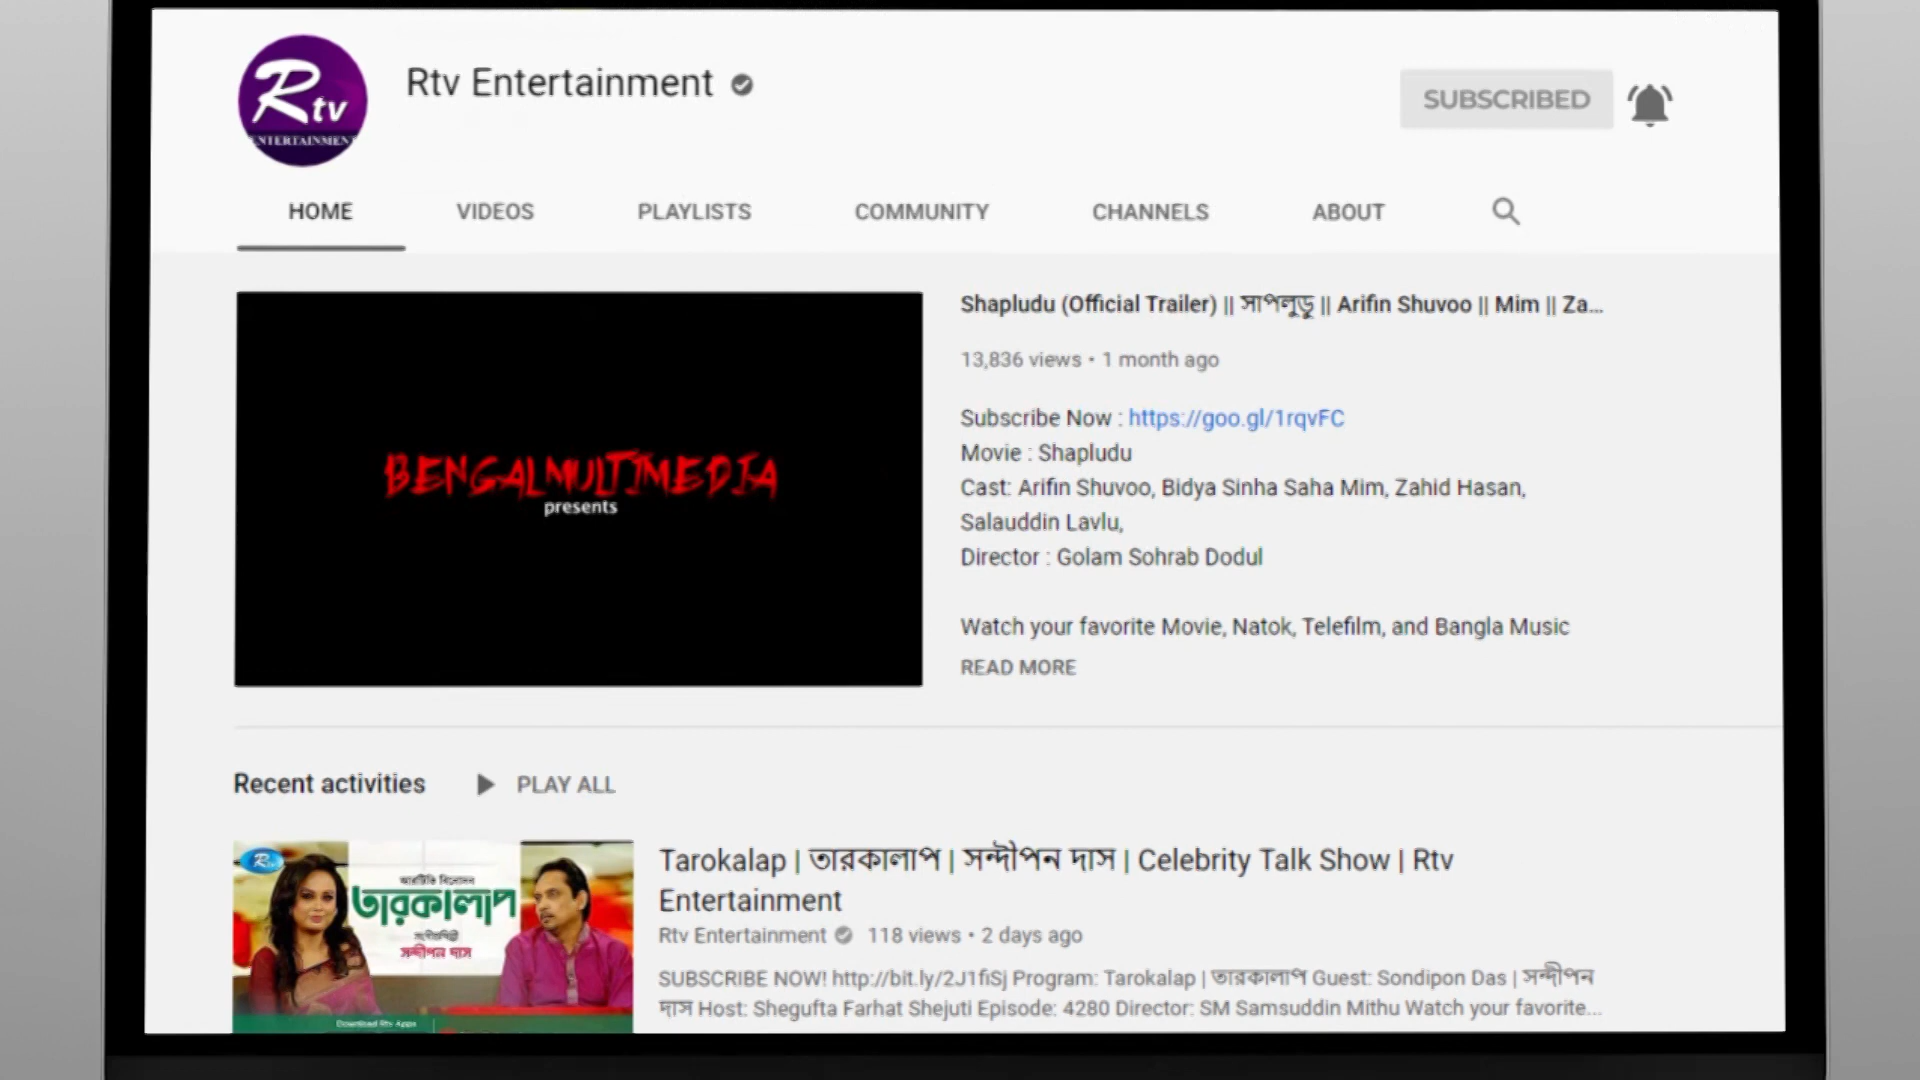 Rtv
ENTERTAINMENT
Rtv Entertainment
SUBSCRIBED
HOME VIDEOS PLAYLISTS COMMUNITY CHANNELS ABOUT
BENGALMULTIMEDIA
presents
Shapludu (Official Trailer) || সাপলুডু || Arifin Shuvoo || Mim || Za...
13,836 views • 1 month ago
Subscribe Now : https://goo.gl/1rqvFC
Movie : Shapludu
Cast: Arifin Shuvoo, Bidya Sinha Saha Mim, Zahid Hasan,
Salauddin Lavlu,
Director : Golam Sohrab Dodul
Watch your favorite Movie, Natok, Telefilm, and Bangla Music
READ MORE
Recent activities PLAY ALL
Rtv
তারকালাপ
সন্দীপন দাস
Download Rtv Apps
Tarokalap | তারকালাপ | সন্দীপন দাস | Celebrity Talk Show | Rtv
Entertainment
Rtv Entertainment 118 views • 2 days ago
SUBSCRIBE NOW! http://bit.ly/2J1fiSj Program: Tarokalap | তারকালাপ Guest: Sondipon Das | সন্দীপন
দাস Host: Shegufta Farhat Shejuti Episode: 4280 Director: SM Samsuddin Mithu Watch your favorite...